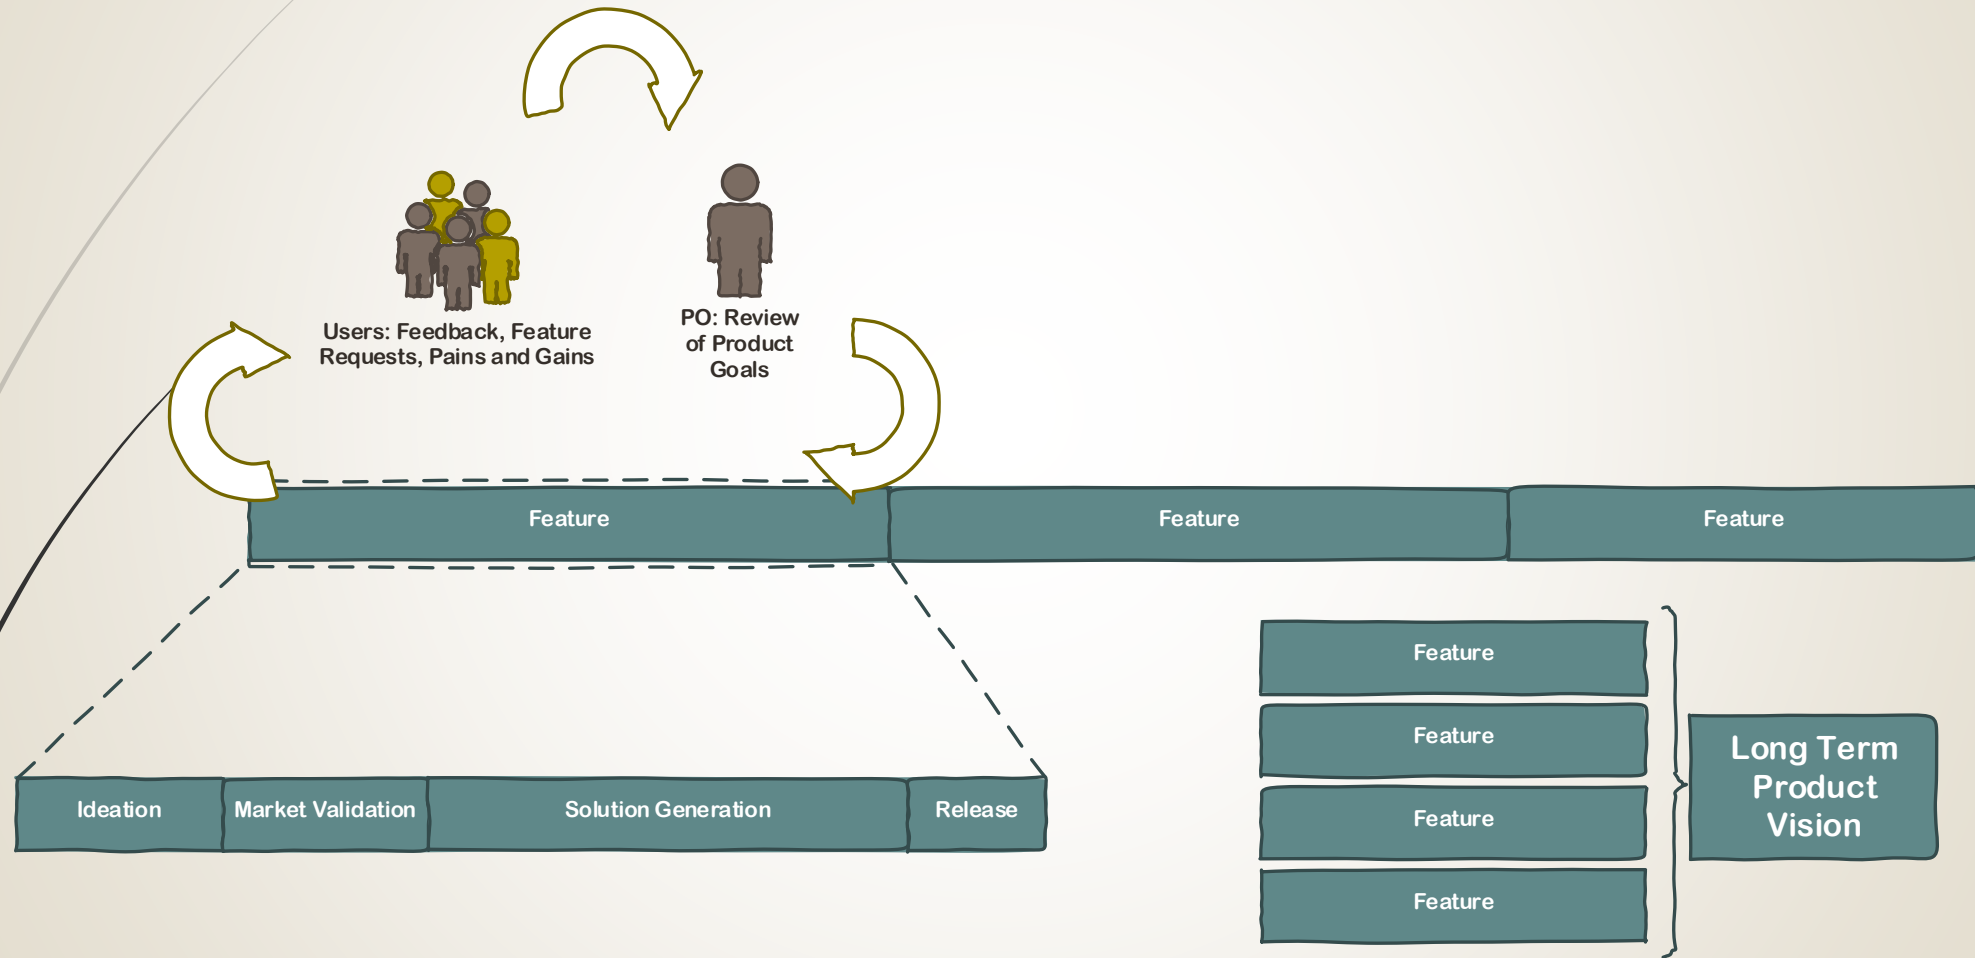 Users: Feedback, Feature
Requests, Pains and Gains
PO: Review
of Product
Goals
Feature
Feature
Feature
Ideation
Market Validation
Solution Generation
Release
Feature
Feature
Feature
Feature
Long Term
Product
Vision